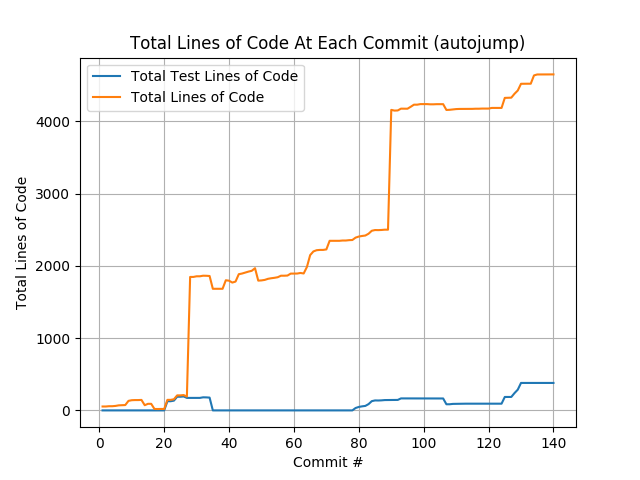 Total Lines of Code At Each Commit (autojump)
Total Test Lines of Code
Total Lines of Code
Total Lines of Code
4000
3000
2000
1000
0
0 20 40 60 80 100 120 140
Commit #